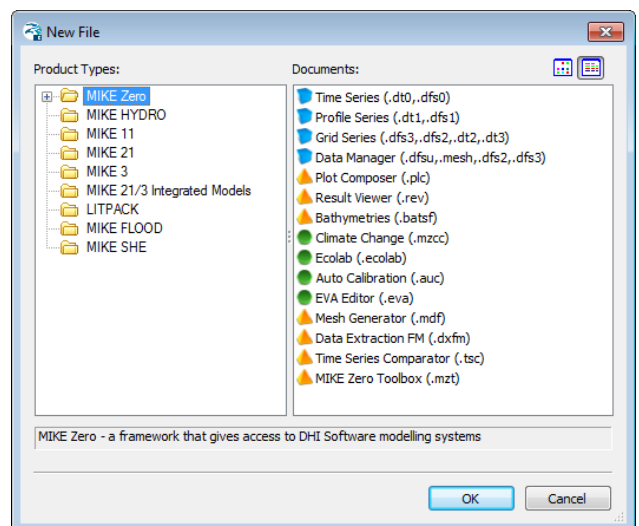 New File
Product Types:
MIKE Zero
MIKE HYDRO
MIKE 11
MIKE 21
MIKE 3
MIKE 21/3 Integrated Models
LITPACK
MIKE FLOOD
MIKE SHE
Documents:
Time Series (.dt0,.dfs0)
Profile Series (.dt1,.dfs1)
Grid Series (.dfs3,.dfs2,.dt2,.dt3)
Data Manager (.dfsu,.mesh,.dfs2,.dfs3)
Plot Composer (.plc)
Result Viewer (.rev)
Bathymetries (.batsf)
Climate Change (.mzcc)
Ecolab (.ecolab)
Auto Calibration (.auc)
EVA Editor (.eva)
Mesh Generator (.mdf)
Data Extraction FM (.dxfm)
Time Series Comparator (.tsc)
MIKE Zero Toolbox (.mzt)
MIKE Zero - a framework that gives access to DHI Software modelling systems
OK Cancel